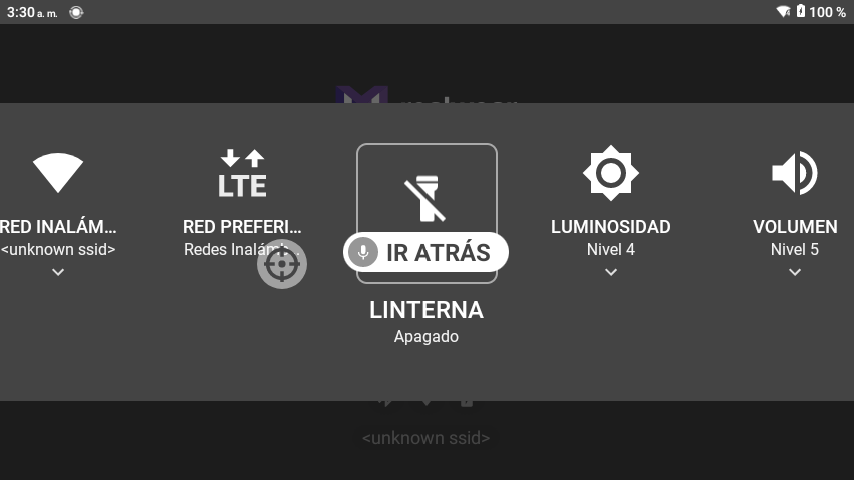 3:30 a. m.
100 %
RED INALÁM…
<unknown ssid>
LTE
RED PREFERI…
Redes Inalámb…
IR ATRÁS
LINTERNA
Apagado
LUMINOSIDAD
Nivel 4
VOLUMEN
Nivel 5
<unknown ssid>